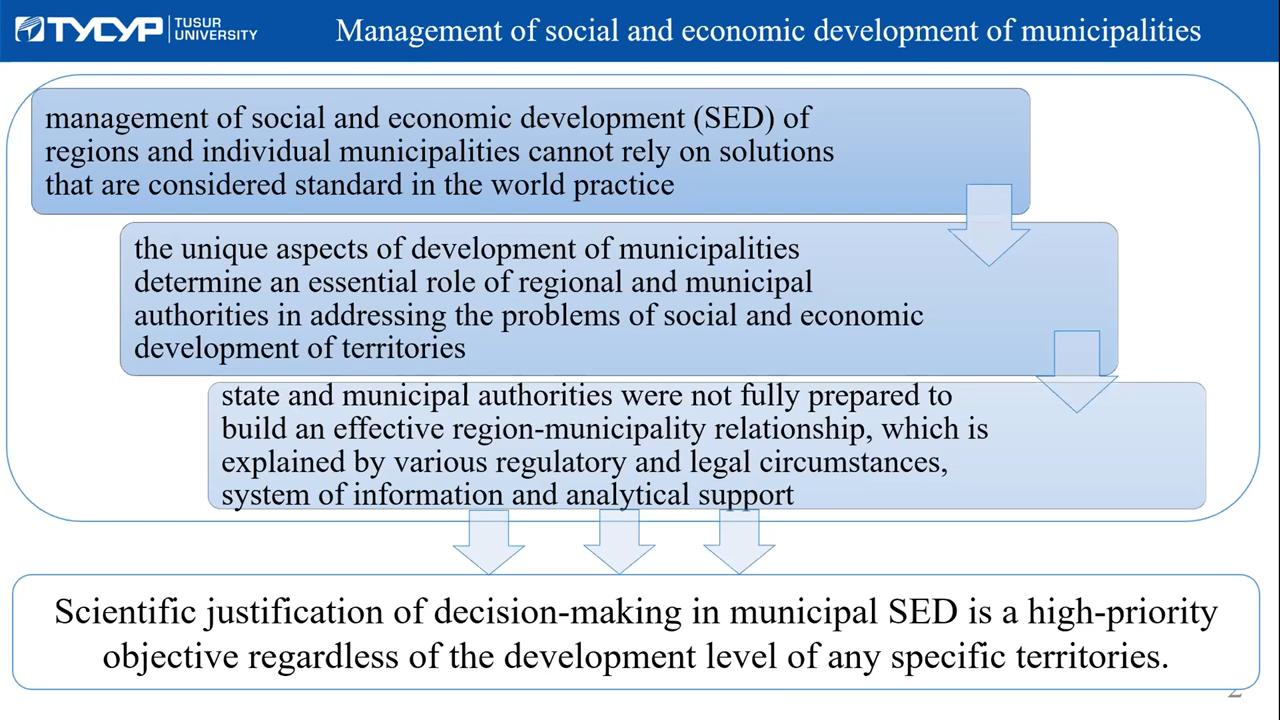 ТУСУР
TUSUR
UNIVERSITY
Management of social and economic development of municipalities
management of social and economic development (SED) of
regions and individual municipalities cannot rely on solutions
that are considered standard in the world practice
the unique aspects of development of municipalities
determine an essential role of regional and municipal
authorities in addressing the problems of social and economic
development of territories
state and municipal authorities were not fully prepared to
build an effective region-municipality relationship, which is
explained by various regulatory and legal circumstances,
system of information and analytical support
Scientific justification of decision-making in municipal SED is a high-priority
objective regardless of the development level of any specific territories.
2